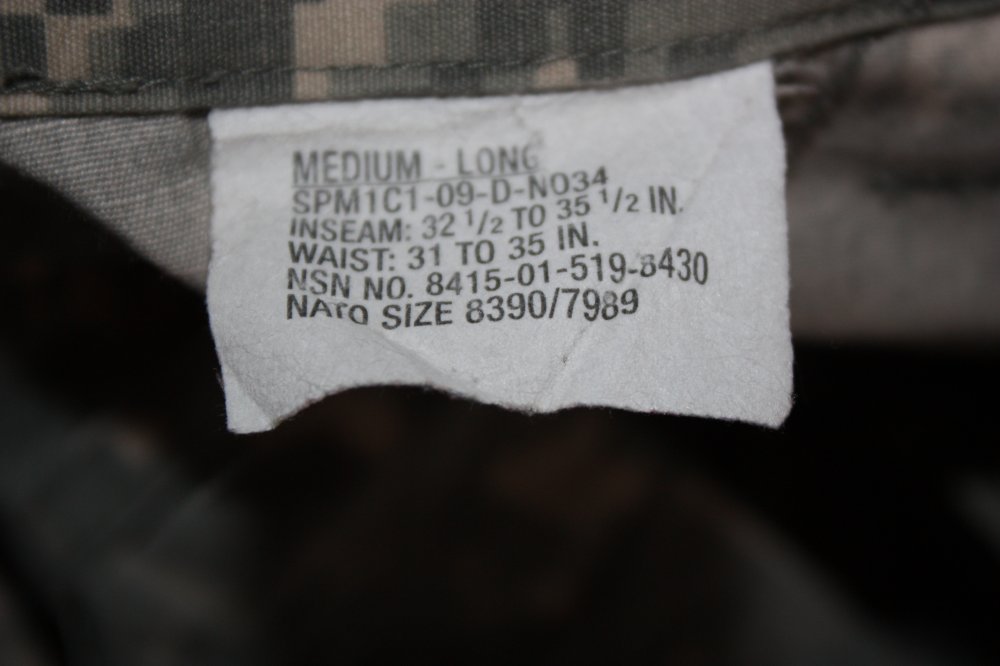 MEDIUM - LONG
SPM1C1-09-D-N034
INSEAM: 32 1/2 TO 35 1/2 IN.
WAIST: 31 TO 35 IN.
NSN NO. 8415-01-519-8430
NATO SIZE 8390/7989